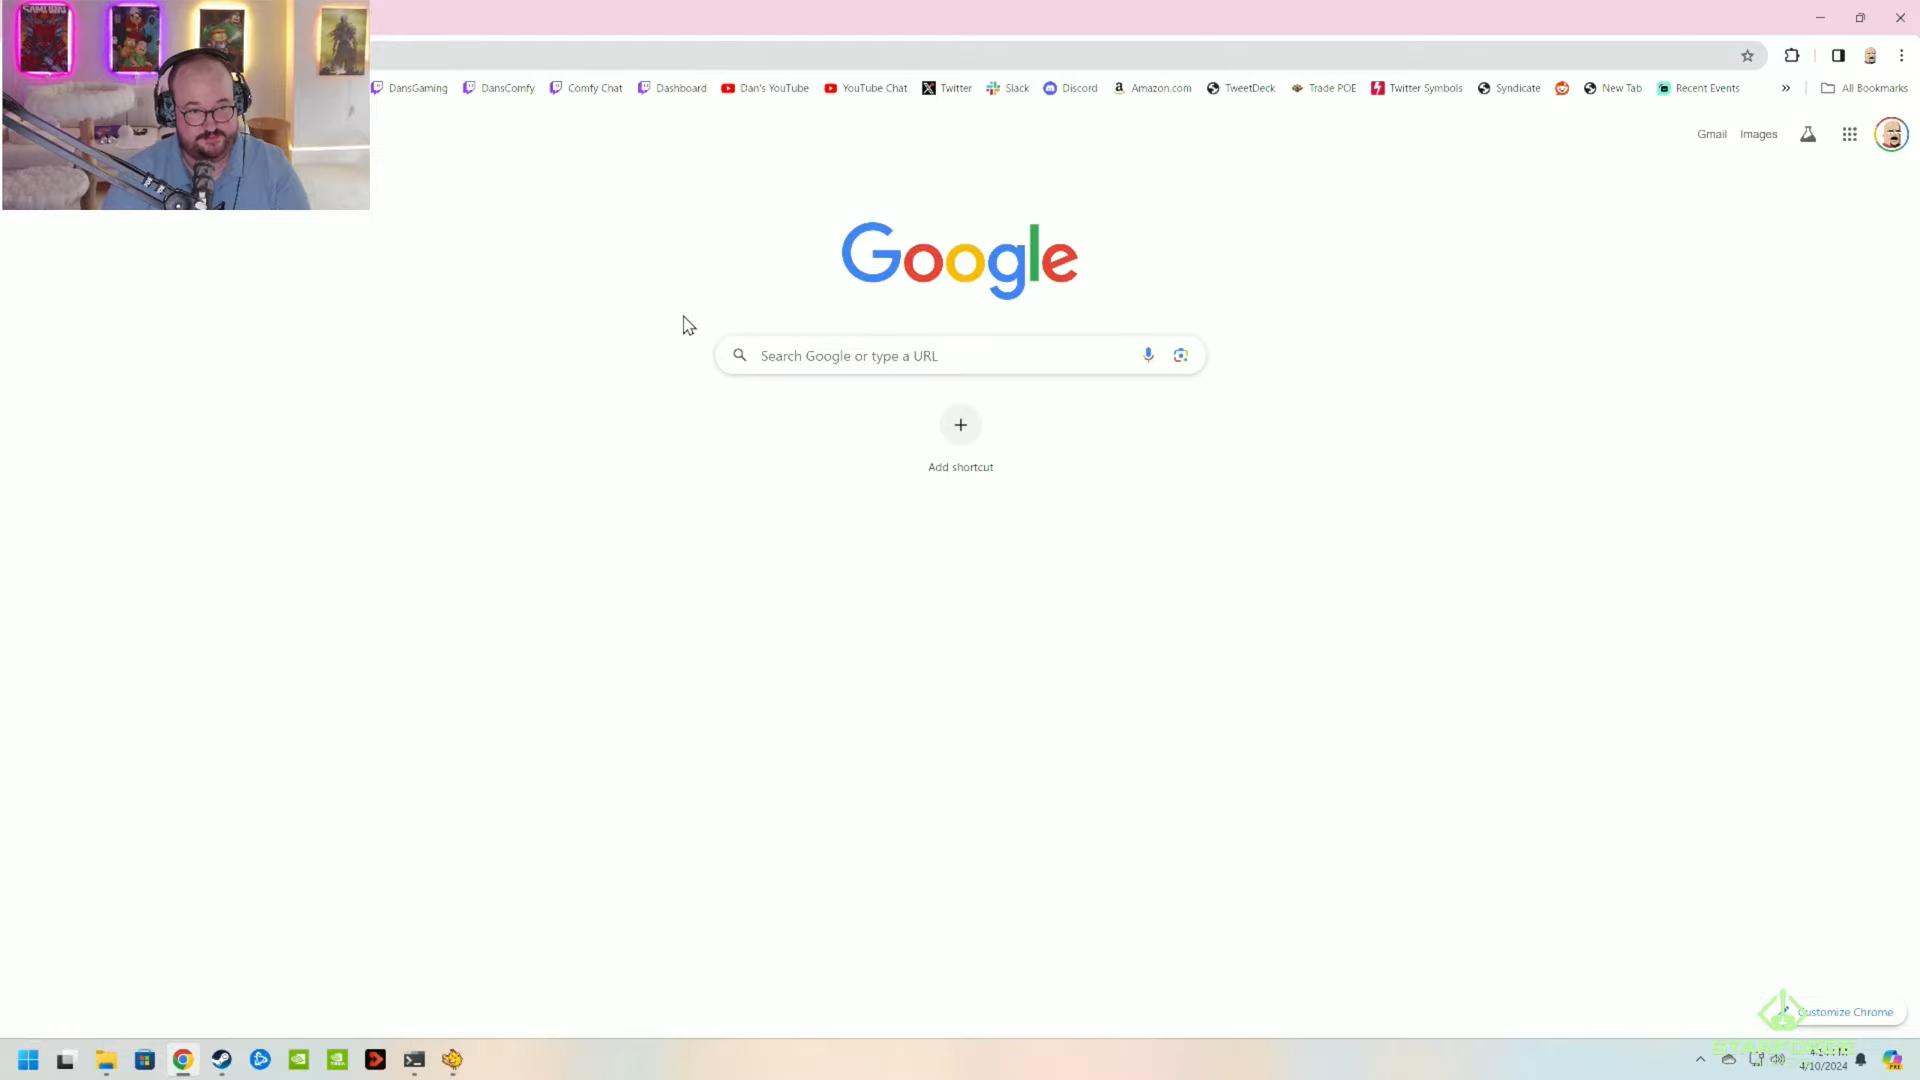 SAMURAI
DansGaming DansComfy Comfy Chat Dashboard Dan's YouTube YouTube Chat Twitter Slack Discord Amazon.com TweetDeck Trade POE Twitter Symbols Syndicate New Tab Recent Events » All Bookmarks
Gmail Images
Google
Search Google or type a URL
+
Add shortcut
Customize Chrome
STARFORGE
4/10/2024